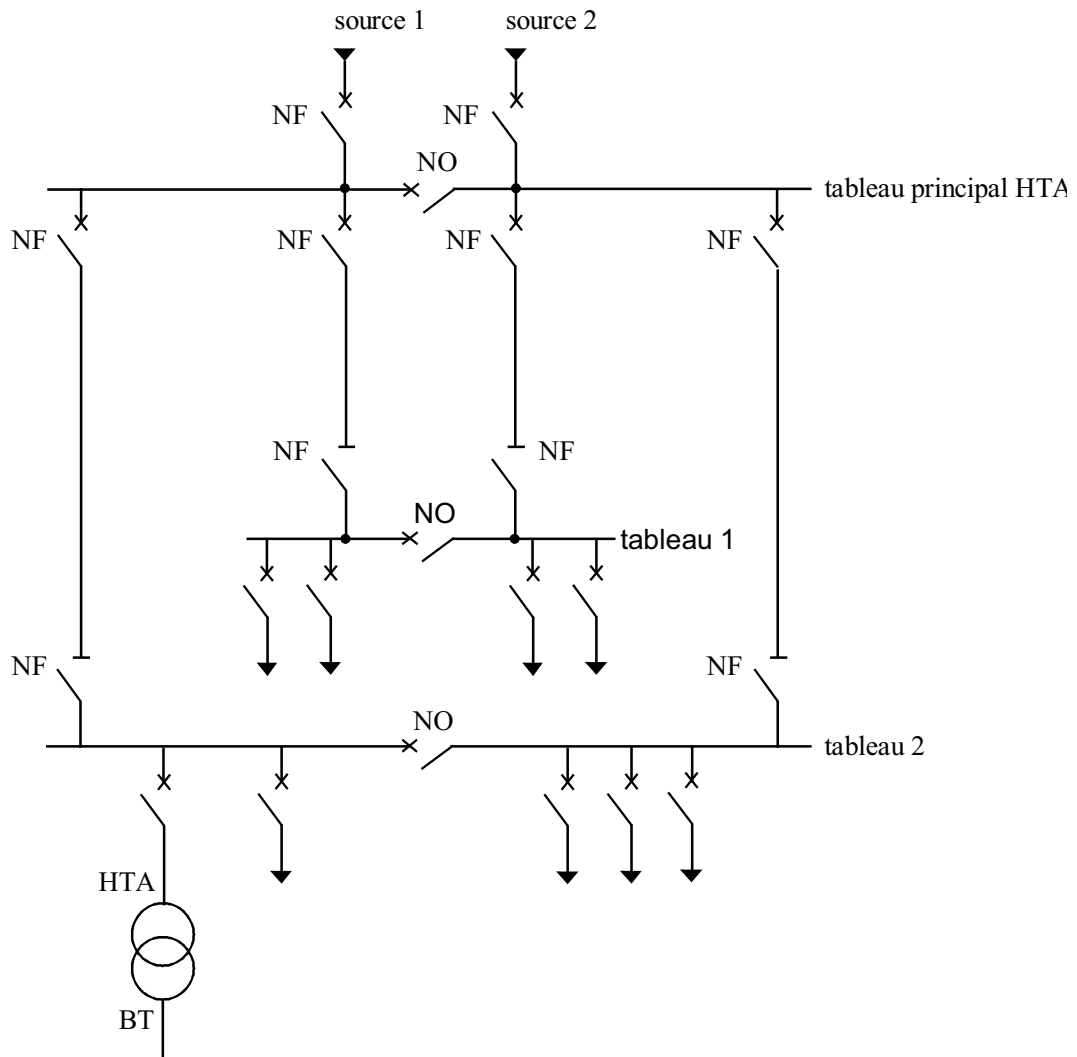 source 1
source 2
NF
NF
NO
tableau principal HTA
NF
NF
NF
NF
NF
NF
NO
tableau 1
NF
NF
NO
tableau 2
HTA
BT